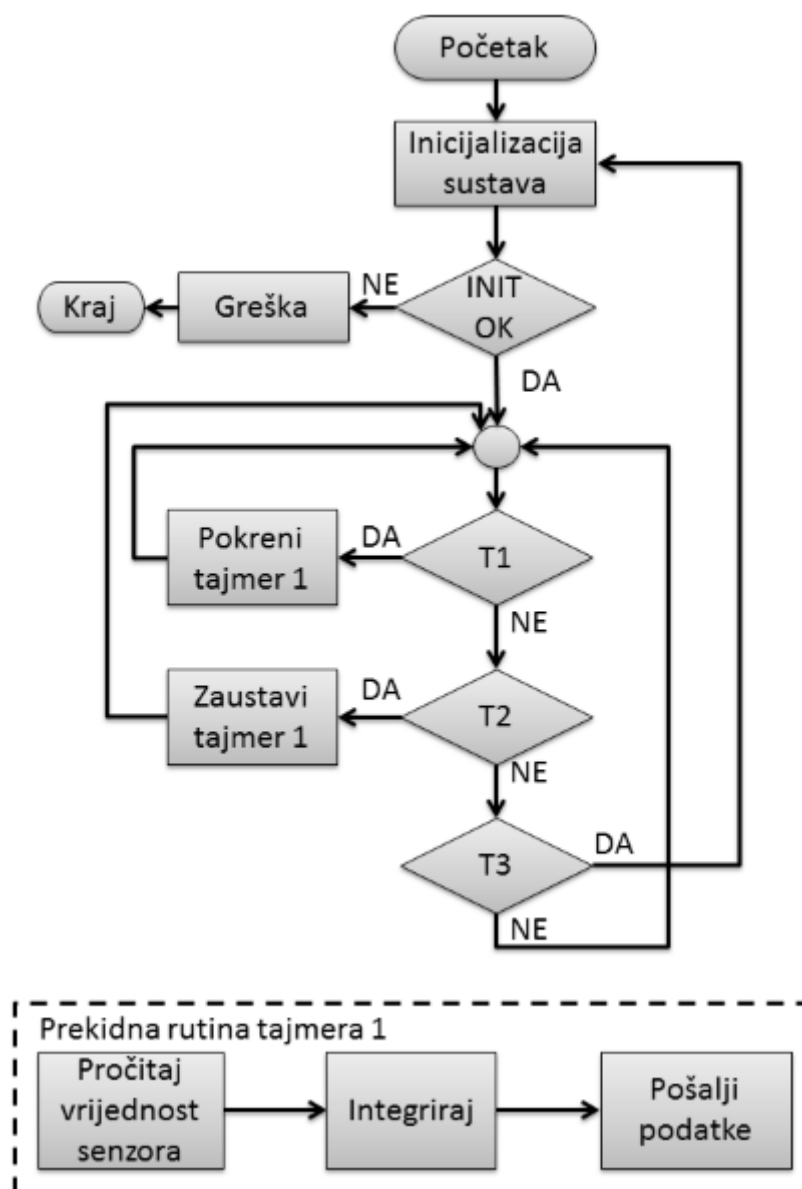 Početak
Inicijalizacija
sustava
INIT
OK
NE
Greška
Kraj
DA
T1
DA
Pokreni
tajmer 1
NE
T2
DA
Zaustavi
tajmer 1
NE
T3
DA
NE
Prekidna rutina tajmera 1
Pročitaj
vrijednost
senzora
Integriraj
Pošalji
podatke